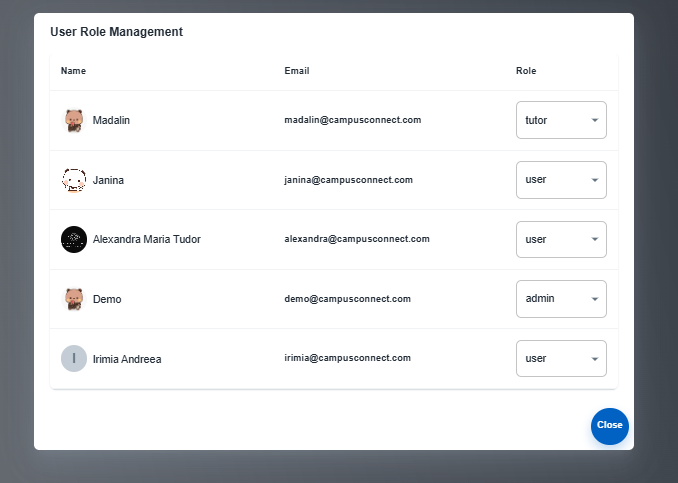 User Role Management
Name Email Role
Madalin madalin@campusconnect.com tutor
Janina janina@campusconnect.com user
Alexandra Maria Tudor alexandra@campusconnect.com user
Demo demo@campusconnect.com admin
I Irimia Andreea irimia@campusconnect.com user
Close